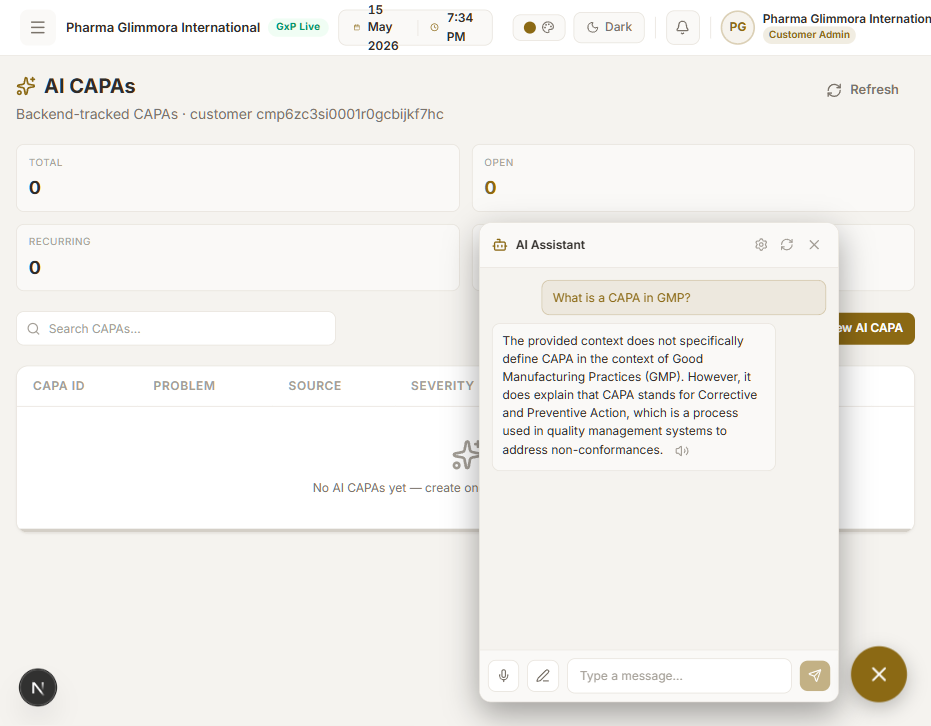 Pharma Glimmora International
GxP Live
15
May
2026
7:34
PM
Dark
PG
Pharma Glimmora Internation
Customer Admin
AI CAPAs
Backend-tracked CAPAs · customer cmp6zc3si0001r0gcbijkf7hc
Refresh
TOTAL
0
OPEN
0
RECURRING
0
Search CAPAs...
ew AI CAPA
CAPA ID
PROBLEM
SOURCE
SEVERITY
No AI CAPAs yet — create on
AI Assistant
What is a CAPA in GMP?
The provided context does not specifically
define CAPA in the context of Good
Manufacturing Practices (GMP). However, it
does explain that CAPA stands for Corrective
and Preventive Action, which is a process
used in quality management systems to
address non-conformances.
Type a message...
N